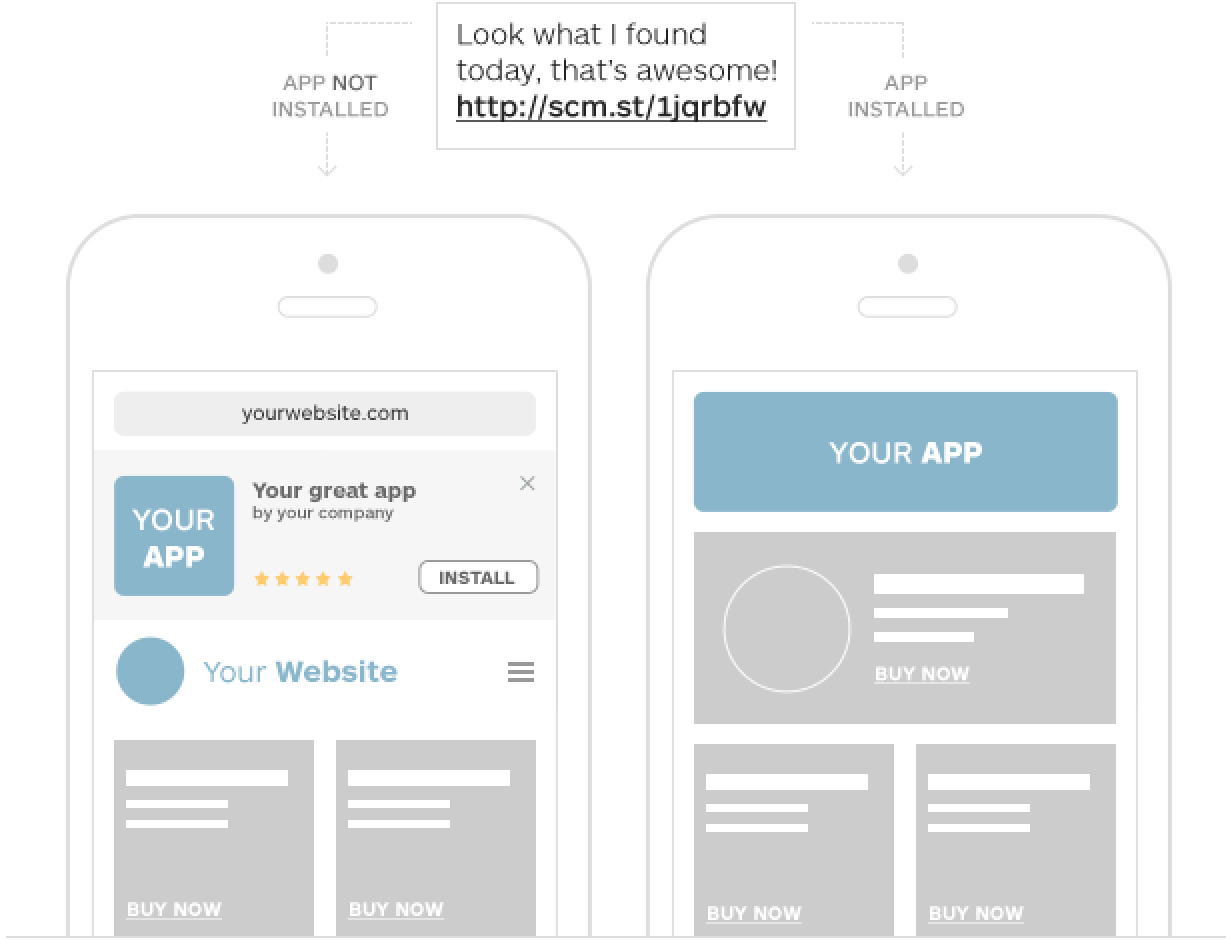 Look what I found
today, that's awesome!
http://scm.st/1jqrbfw
APP NOT
INSTALLED
APP
INSTALLED
yourwebsite.com
YOUR
APP
Your great app
by your company
INSTALL
Your Website
BUY NOW
BUY NOW
YOUR APP
BUY NOW
BUY NOW
BUY NOW